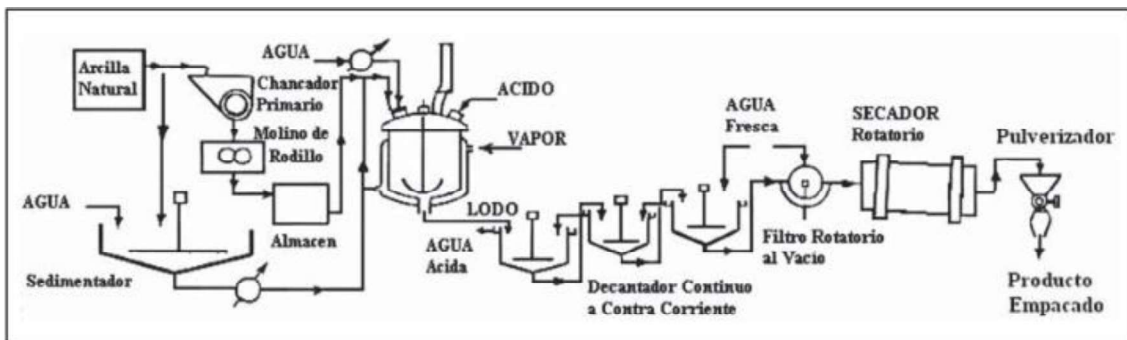 Arcilla
Natural
Chancador
Primario
Molino de
Rodillo
Almacen
AGUA
Sedimentador
AGUA
ACIDO
VAPOR
LODO
AGUA
Acida
Decantador Continuo
a Contra Corriente
AGUA
Fresca
Filtro Rotatorio
al Vacio
SECADOR
Rotatorio
Pulverizador
Producto
Empacado